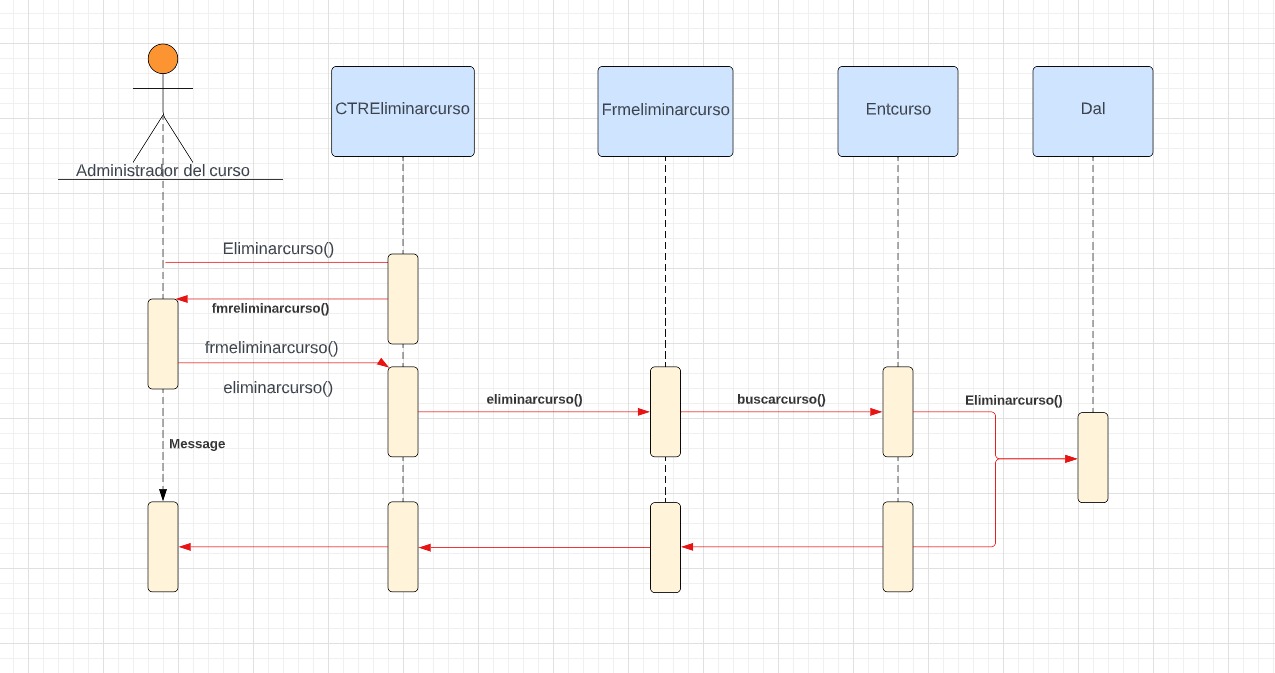 CTREliminarcurso
Frmeliminarcurso
Entcurso
Dal
Administrador del curso
Eliminarcurso()
fmreliminarcurso()
frmeliminarcurso()
eliminarcurso()
eliminarcurso()
buscarcurso()
Eliminarcurso()
Message